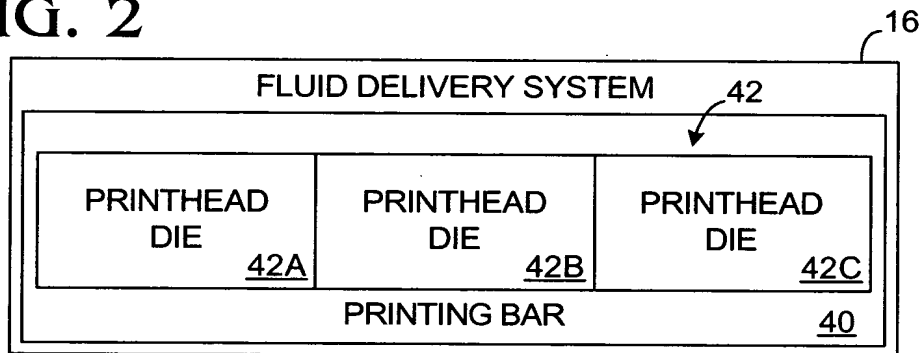 IG. 2
16
FLUID DELIVERY SYSTEM
42
PRINTHEAD DIE
42A
PRINTHEAD DIE
42B
PRINTHEAD DIE
42C
PRINTING BAR
40